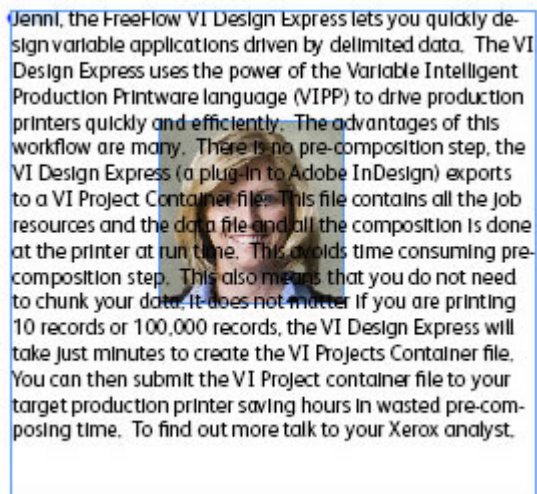 Jenni, the FreeFlow VI Design Express lets you quickly de-
sign variable applications driven by delimited data.  The VI
Design Express uses the power of the Variable Intelligent
Production Printware language (VIPP) to drive production
printers quickly and efficiently.  The advantages of this
workflow are many.  There is no pre-composition step, the
VI Design Express (a plug-in to Adobe InDesign) exports
to a VI Project Container file.  This file contains all the job
resources and the data file and all the composition is done
at the printer at run time.  This avoids time consuming pre-
composition step.  This also means that you do not need
to chunk your data, it does not matter if you are printing
10 records or 100,000 records, the VI Design Express will
take just minutes to create the VI Projects Container file.
You can then submit the VI Project container file to your
target production printer saving hours in wasted pre-com-
posing time.  To find out more talk to your Xerox analyst.